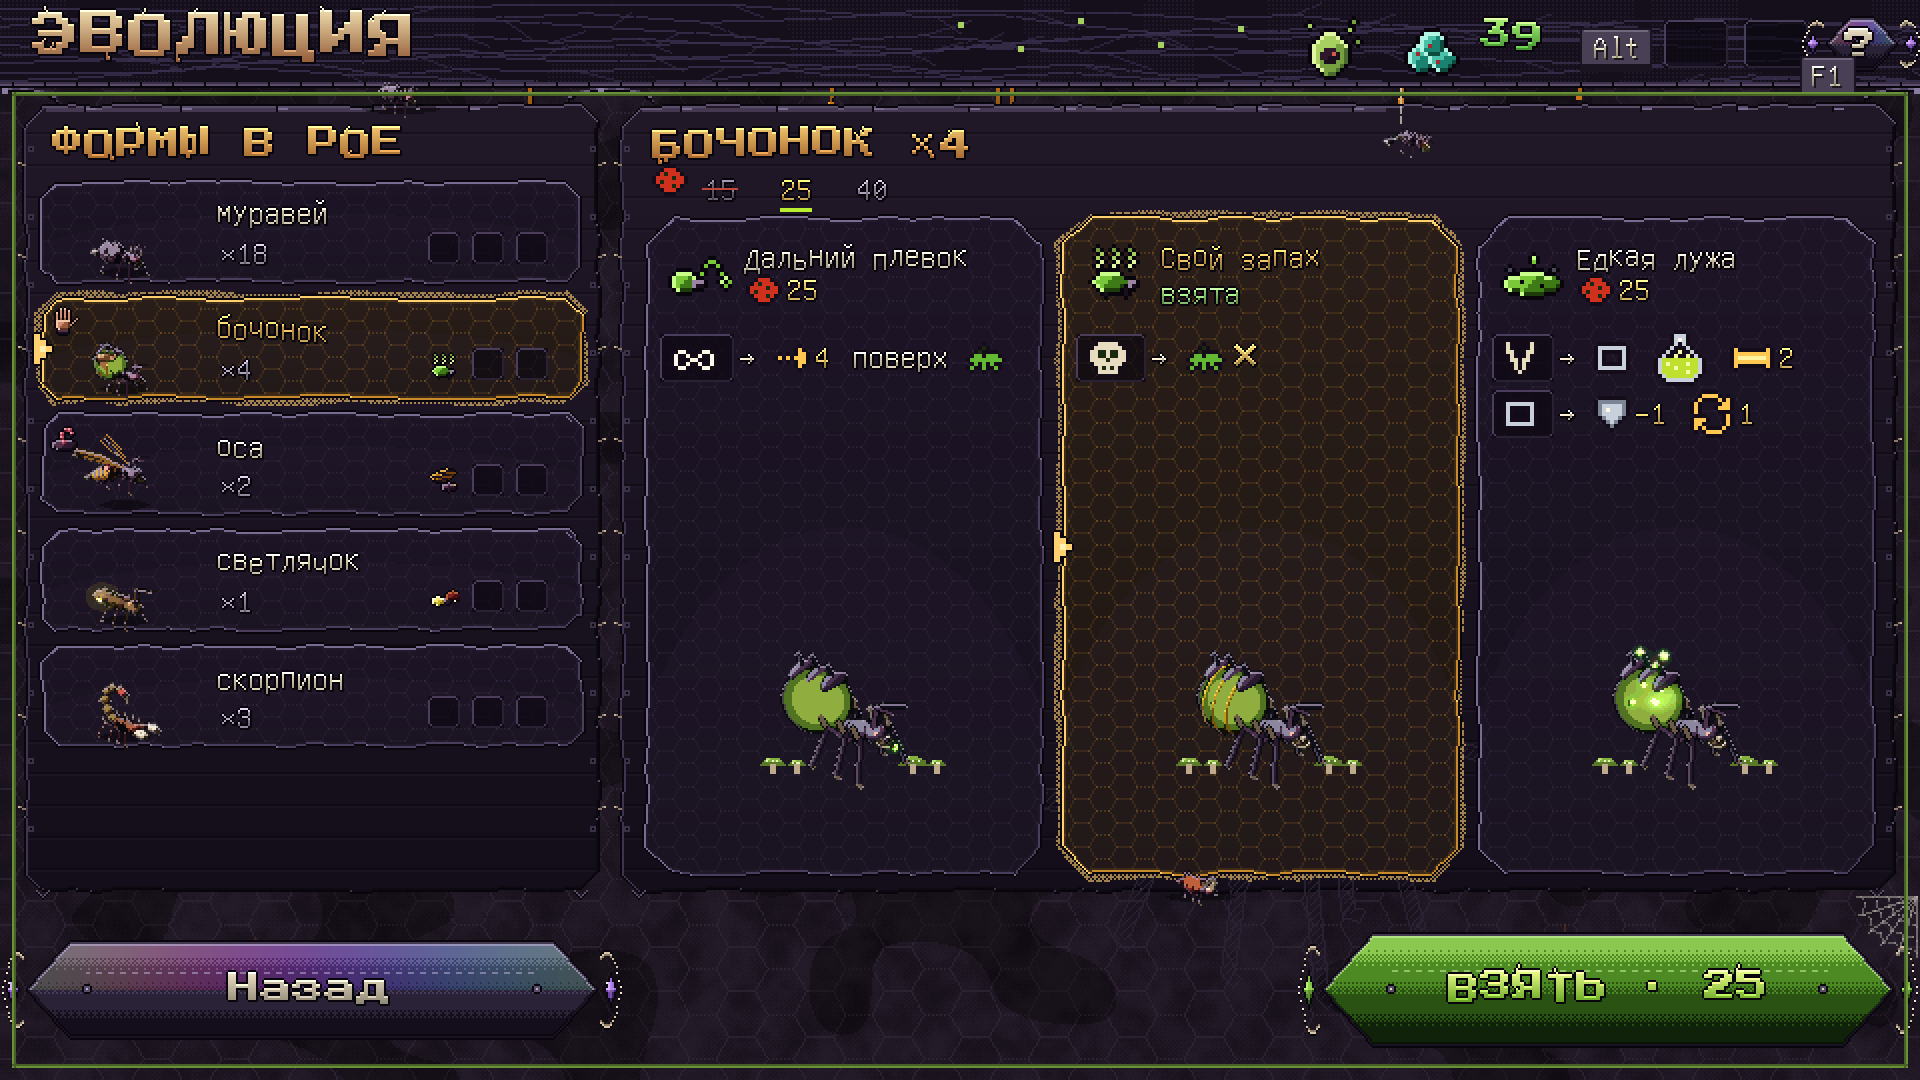 ЭВОЛЮЦИЯ
39
Alt
?
F1
ФОРМЫ В РОЕ
муравей
×18
бочонок
×4
оса
×2
светлячок
×1
скорпион
×3
БОЧОНОК ×4
15 25 40
Дальний плевок
25
4 поверх
Свой запах
взята
Едкая лужа
25
2
-1 1
Назад
ВЗЯТЬ · 25